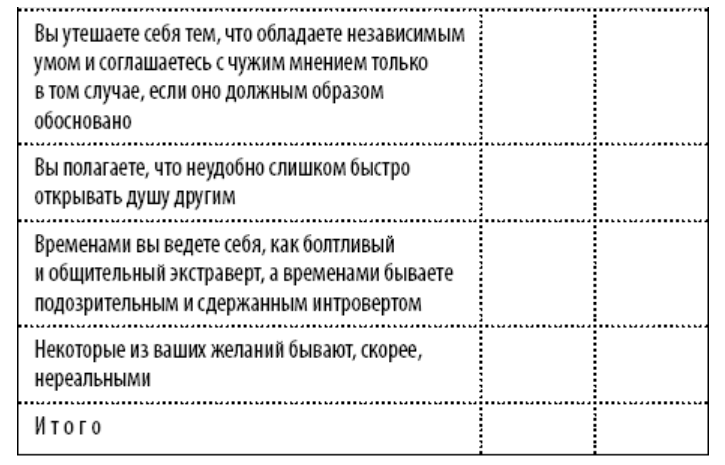 Вы утешаете себя тем, что обладаете независимым
умом и соглашаетесь с чужим мнением только
в том случае, если оно должным образом
обосновано
Вы полагаете, что неудобно слишком быстро
открывать душу другим
Временами вы ведете себя, как болтливый
и общительный экстраверт, а временами бываете
подозрительным и сдержанным интровертом
Некоторые из ваших желаний бывают, скорее,
нереальными
Итого